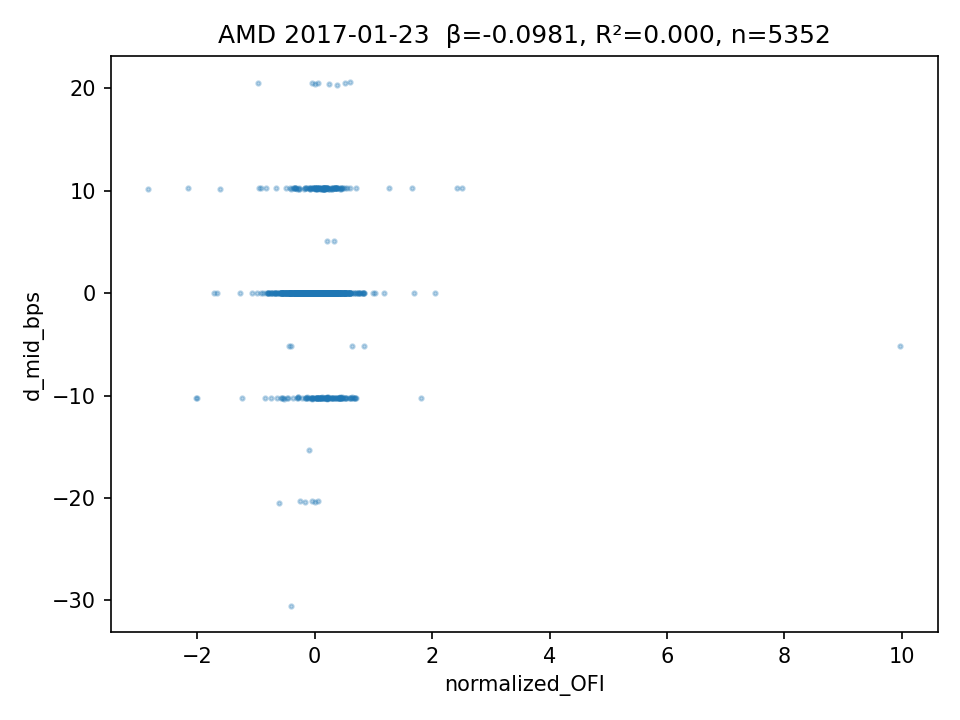 AMD 2017-01-23  β=-0.0981, R²=0.000, n=5352
20
10
0
−10
−20
−30
d_mid_bps
−2 0 2 4 6 8 10
normalized_OFI